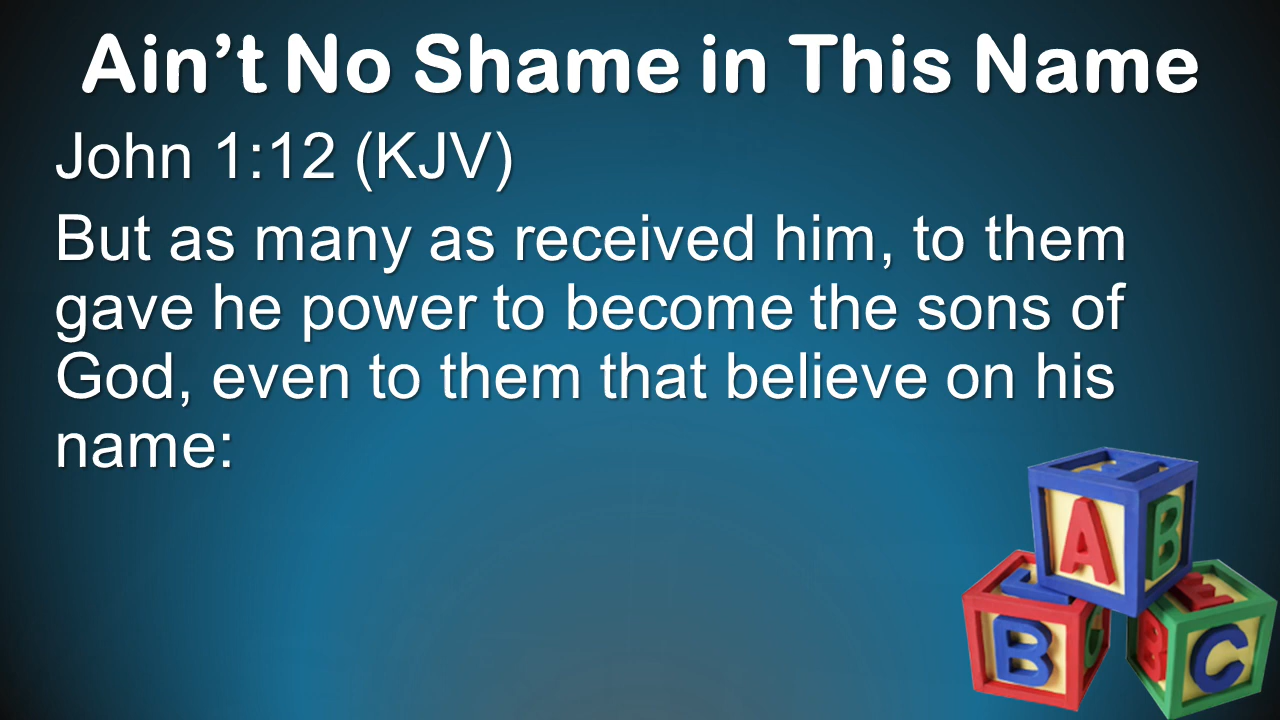 Ain’t No Shame in This Name
John 1:12 (KJV)
But as many as received him, to them
gave he power to become the sons of
God, even to them that believe on his
name:
A B
B C